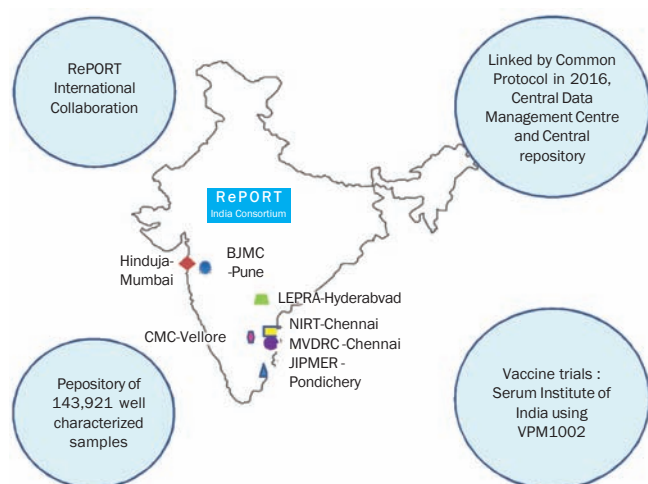 RePORT
International
Collaboration
Linked by Common
Protocol in 2016,
Central Data
Management Centre
and Central
repository
RePORT
India Consortium
Hinduja-
Mumbai
BJMC
-Pune
LEPRA-Hyderabvad
NIRT-Chennai
CMC-Vellore
MVDRC-Chennai
JIPMER-
Pondichery
Pepository of
143,921 well
characterized
samples
Vaccine trials :
Serum Institute of
India using
VPM1002